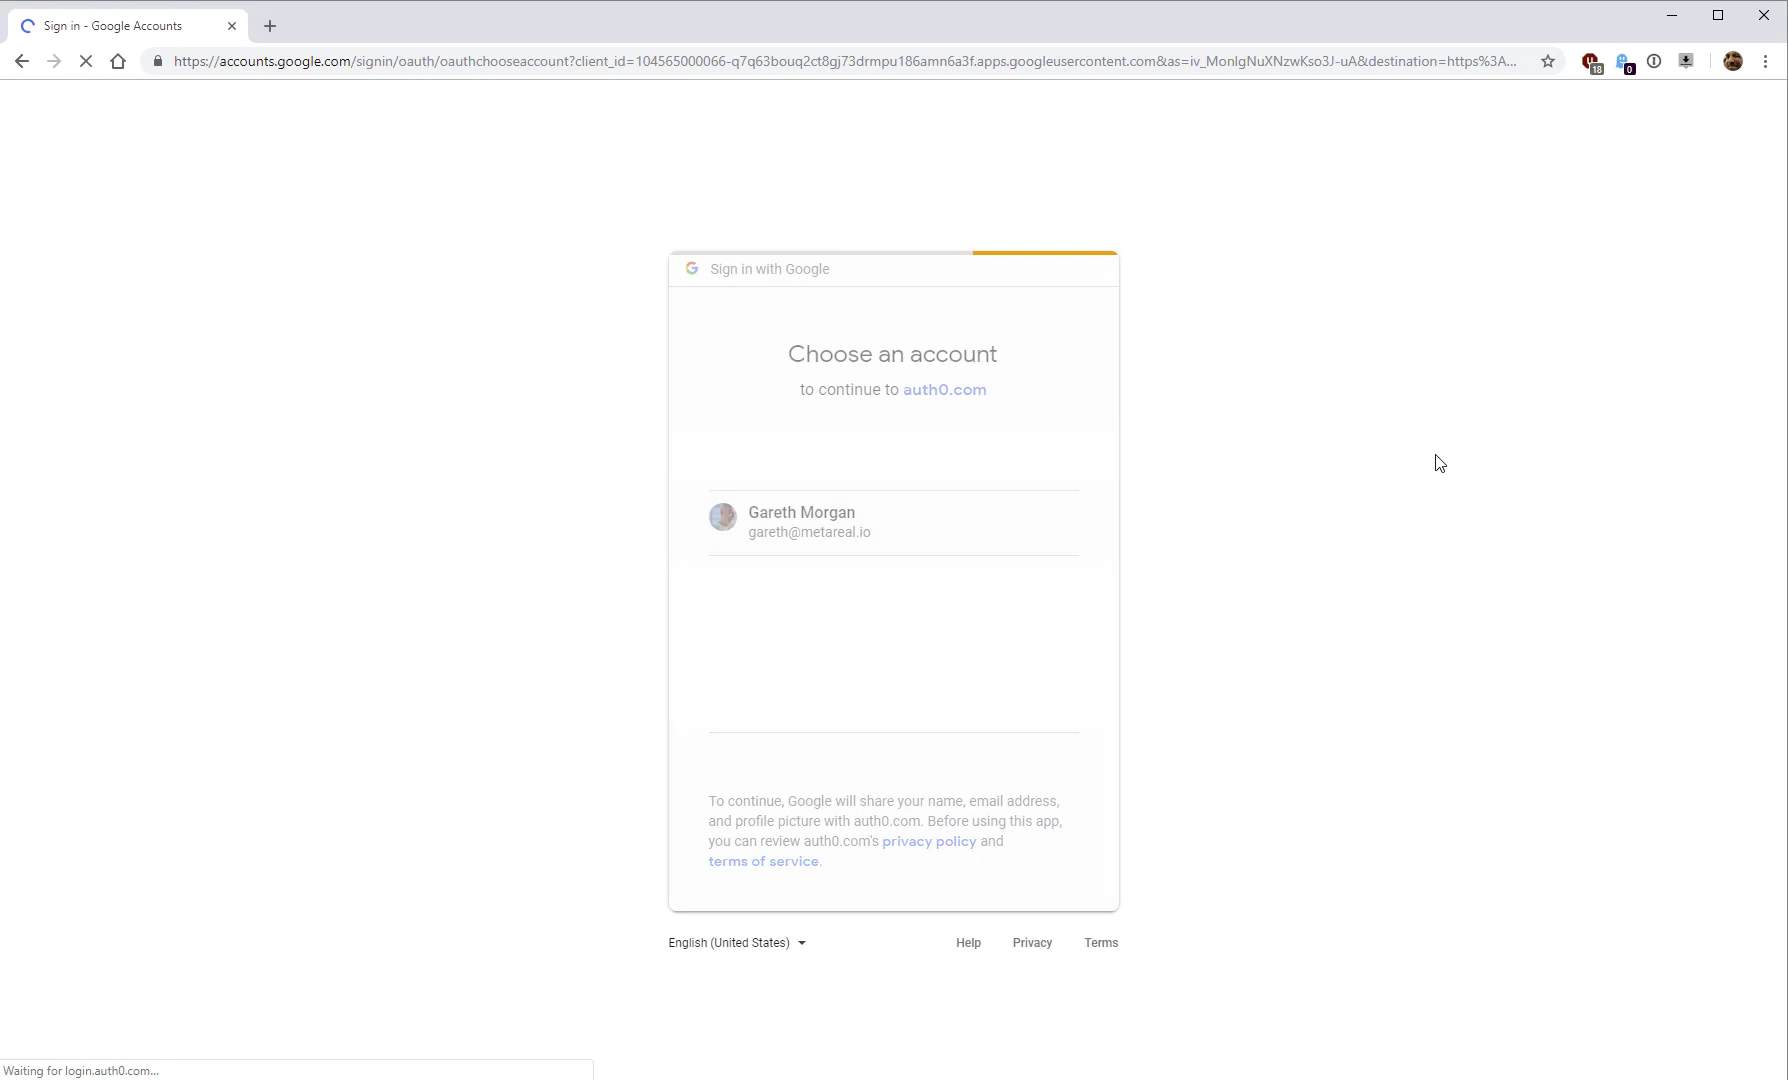 Sign in - Google Accounts
https://accounts.google.com/signin/oauth/oauthchooseaccount?client_id=104565000066-q7q63bouq2ct8gj73drmpu186amn6a3f.apps.googleusercontent.com&as=iv_MonlgNuXNzwKso3J-uA&destination=https%3A...
18
0
Sign in with Google
Choose an account
to continue to auth0.com
Gareth Morgan
gareth@metareal.io
To continue, Google will share your name, email address,
and profile picture with auth0.com. Before using this app,
you can review auth0.com's privacy policy and
terms of service.
English (United States)
Help
Privacy
Terms
Waiting for login.auth0.com...